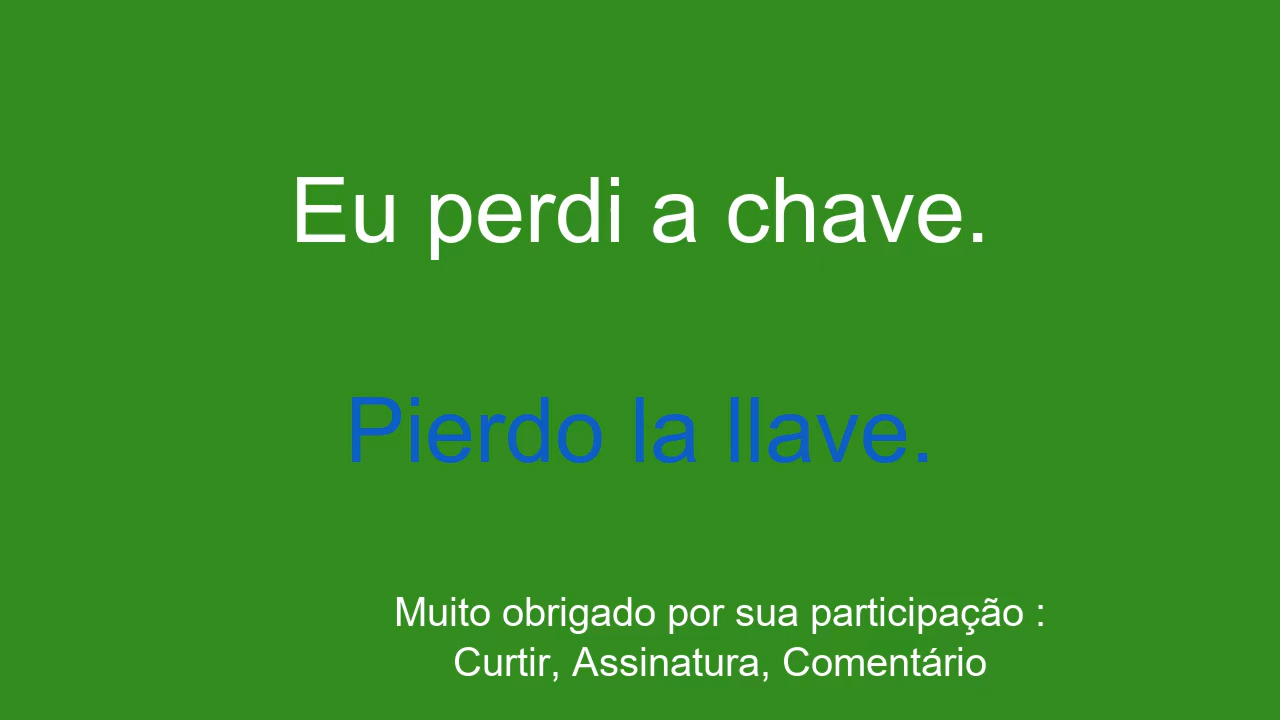 Eu perdi a chave.
Pierdo la llave.
Muito obrigado por sua participação :
Curtir, Assinatura, Comentário